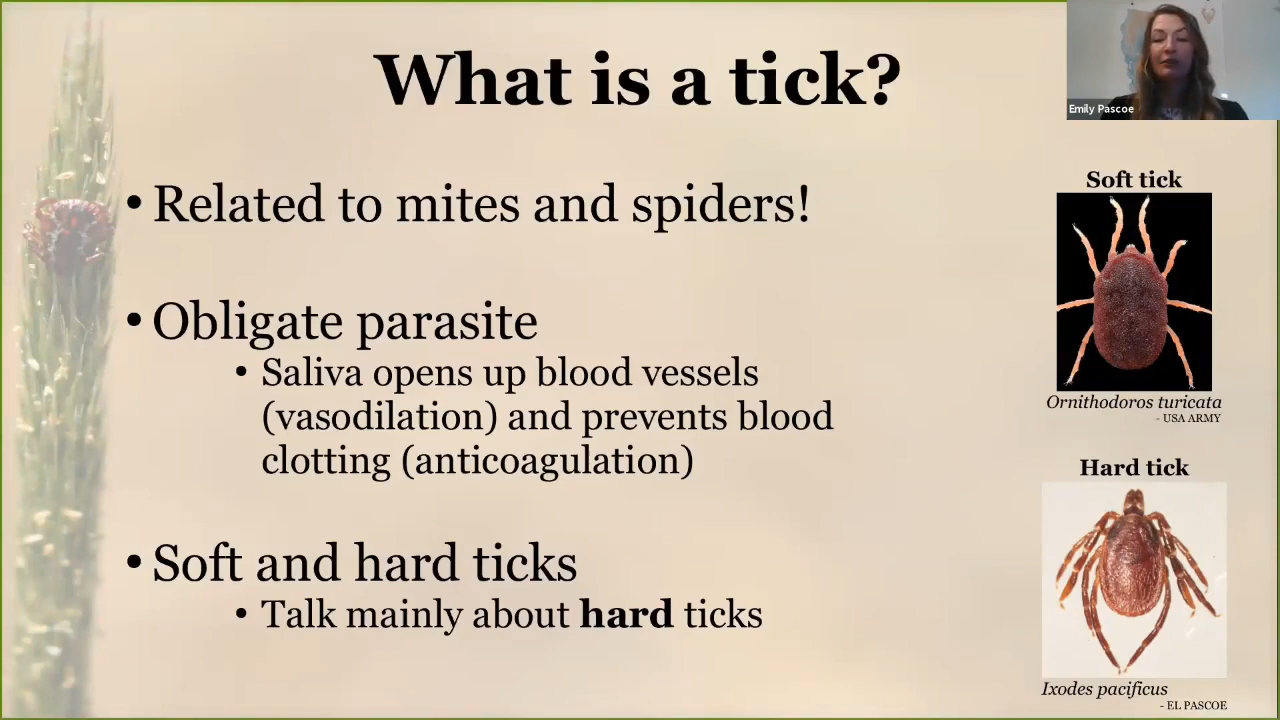 What is a tick?
Emily Pascoe
• Related to mites and spiders!
• Obligate parasite
• Saliva opens up blood vessels
(vasodilation) and prevents blood
clotting (anticoagulation)
• Soft and hard ticks
• Talk mainly about hard ticks
Soft tick
Ornithodoros turicata
- USA ARMY
Hard tick
Ixodes pacificus
- EL PASCOE